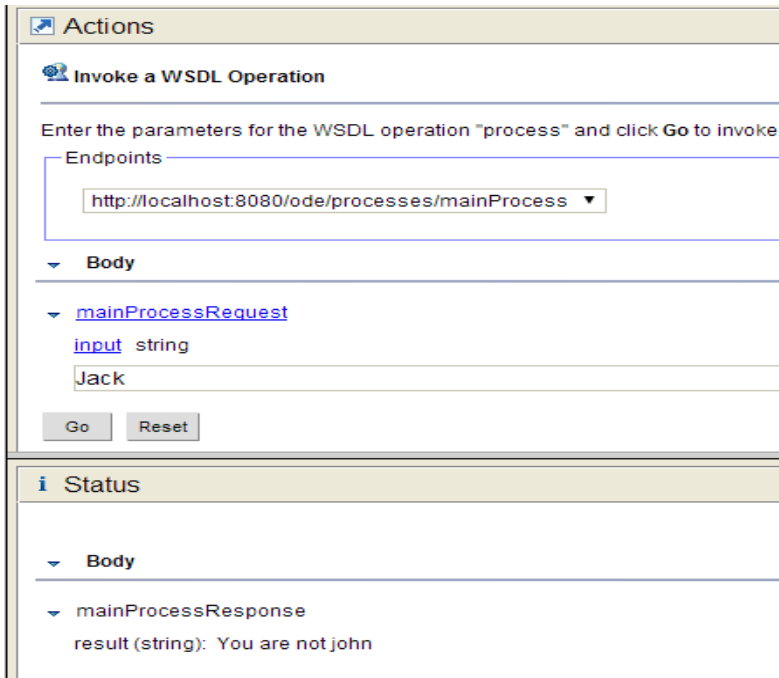 Actions
Invoke a WSDL Operation
Enter the parameters for the WSDL operation "process" and click Go to invoke
Endpoints
http://localhost:8080/ode/processes/mainProcess
Body
mainProcessRequest
input string
Jack
Go Reset
i Status
Body
mainProcessResponse
result (string): You are not john